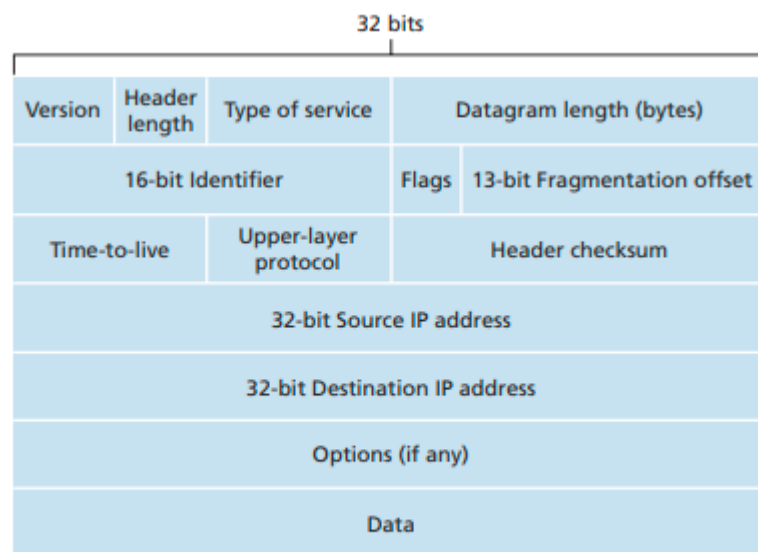 32 bits
Version
Header
length
Type of service
Datagram length (bytes)
16-bit Identifier
Flags
13-bit Fragmentation offset
Time-to-live
Upper-layer
protocol
Header checksum
32-bit Source IP address
32-bit Destination IP address
Options (if any)
Data